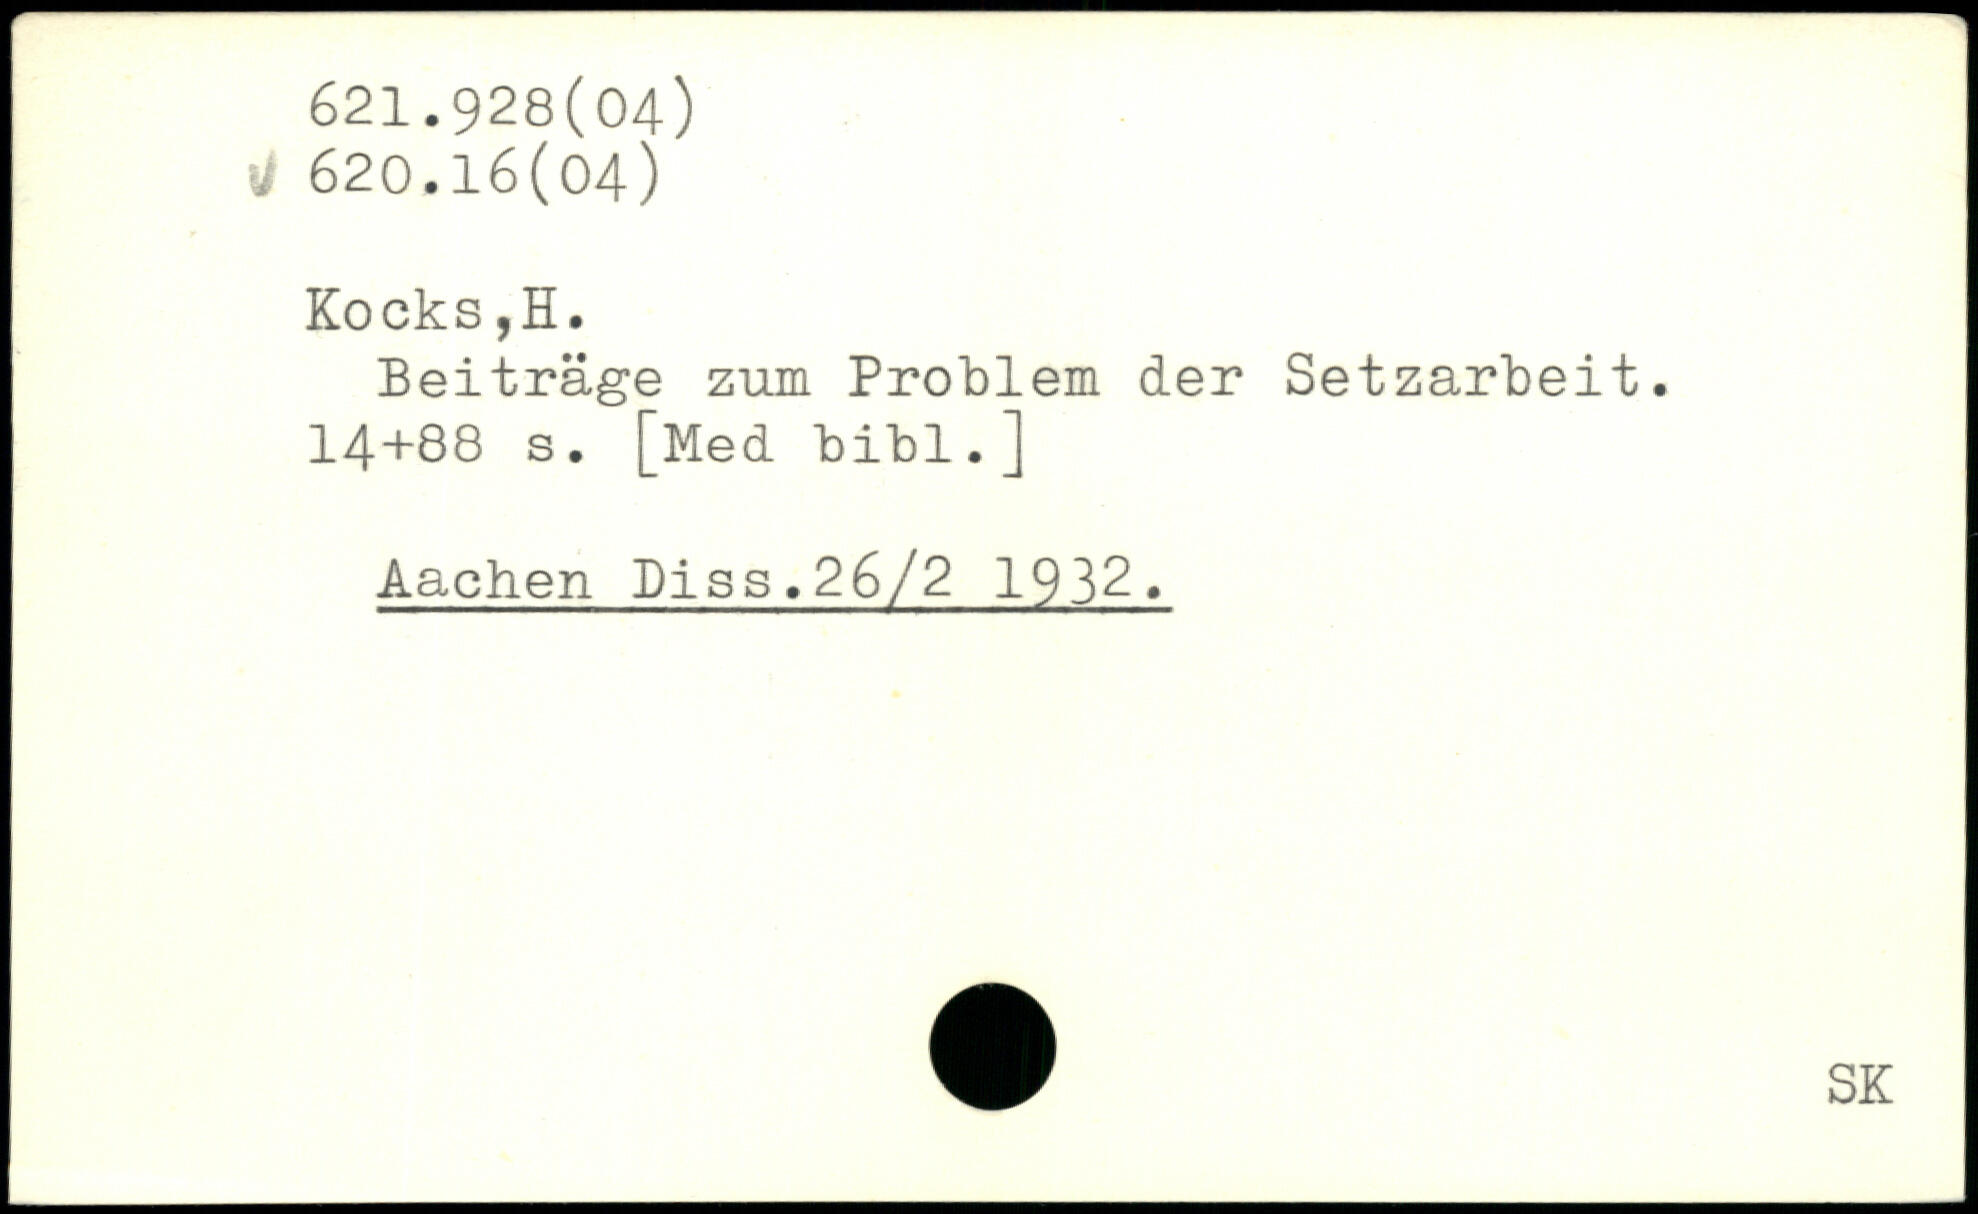 621.928(04)
✓ 620.16(04)
Kocks,H.
Beiträge zum Problem der Setzarbeit.
14+88 s. [Med bibl.]
Aachen Diss.26/2 1932.
SK